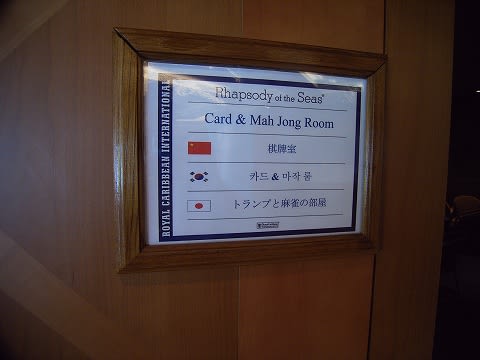 Rhapsody of the Seas®
Card & Mah Jong Room
棋牌室
카드 & 마작 룸
トランプと麻雀の部屋
ROYAL CARIBBEAN INTERNATIONAL